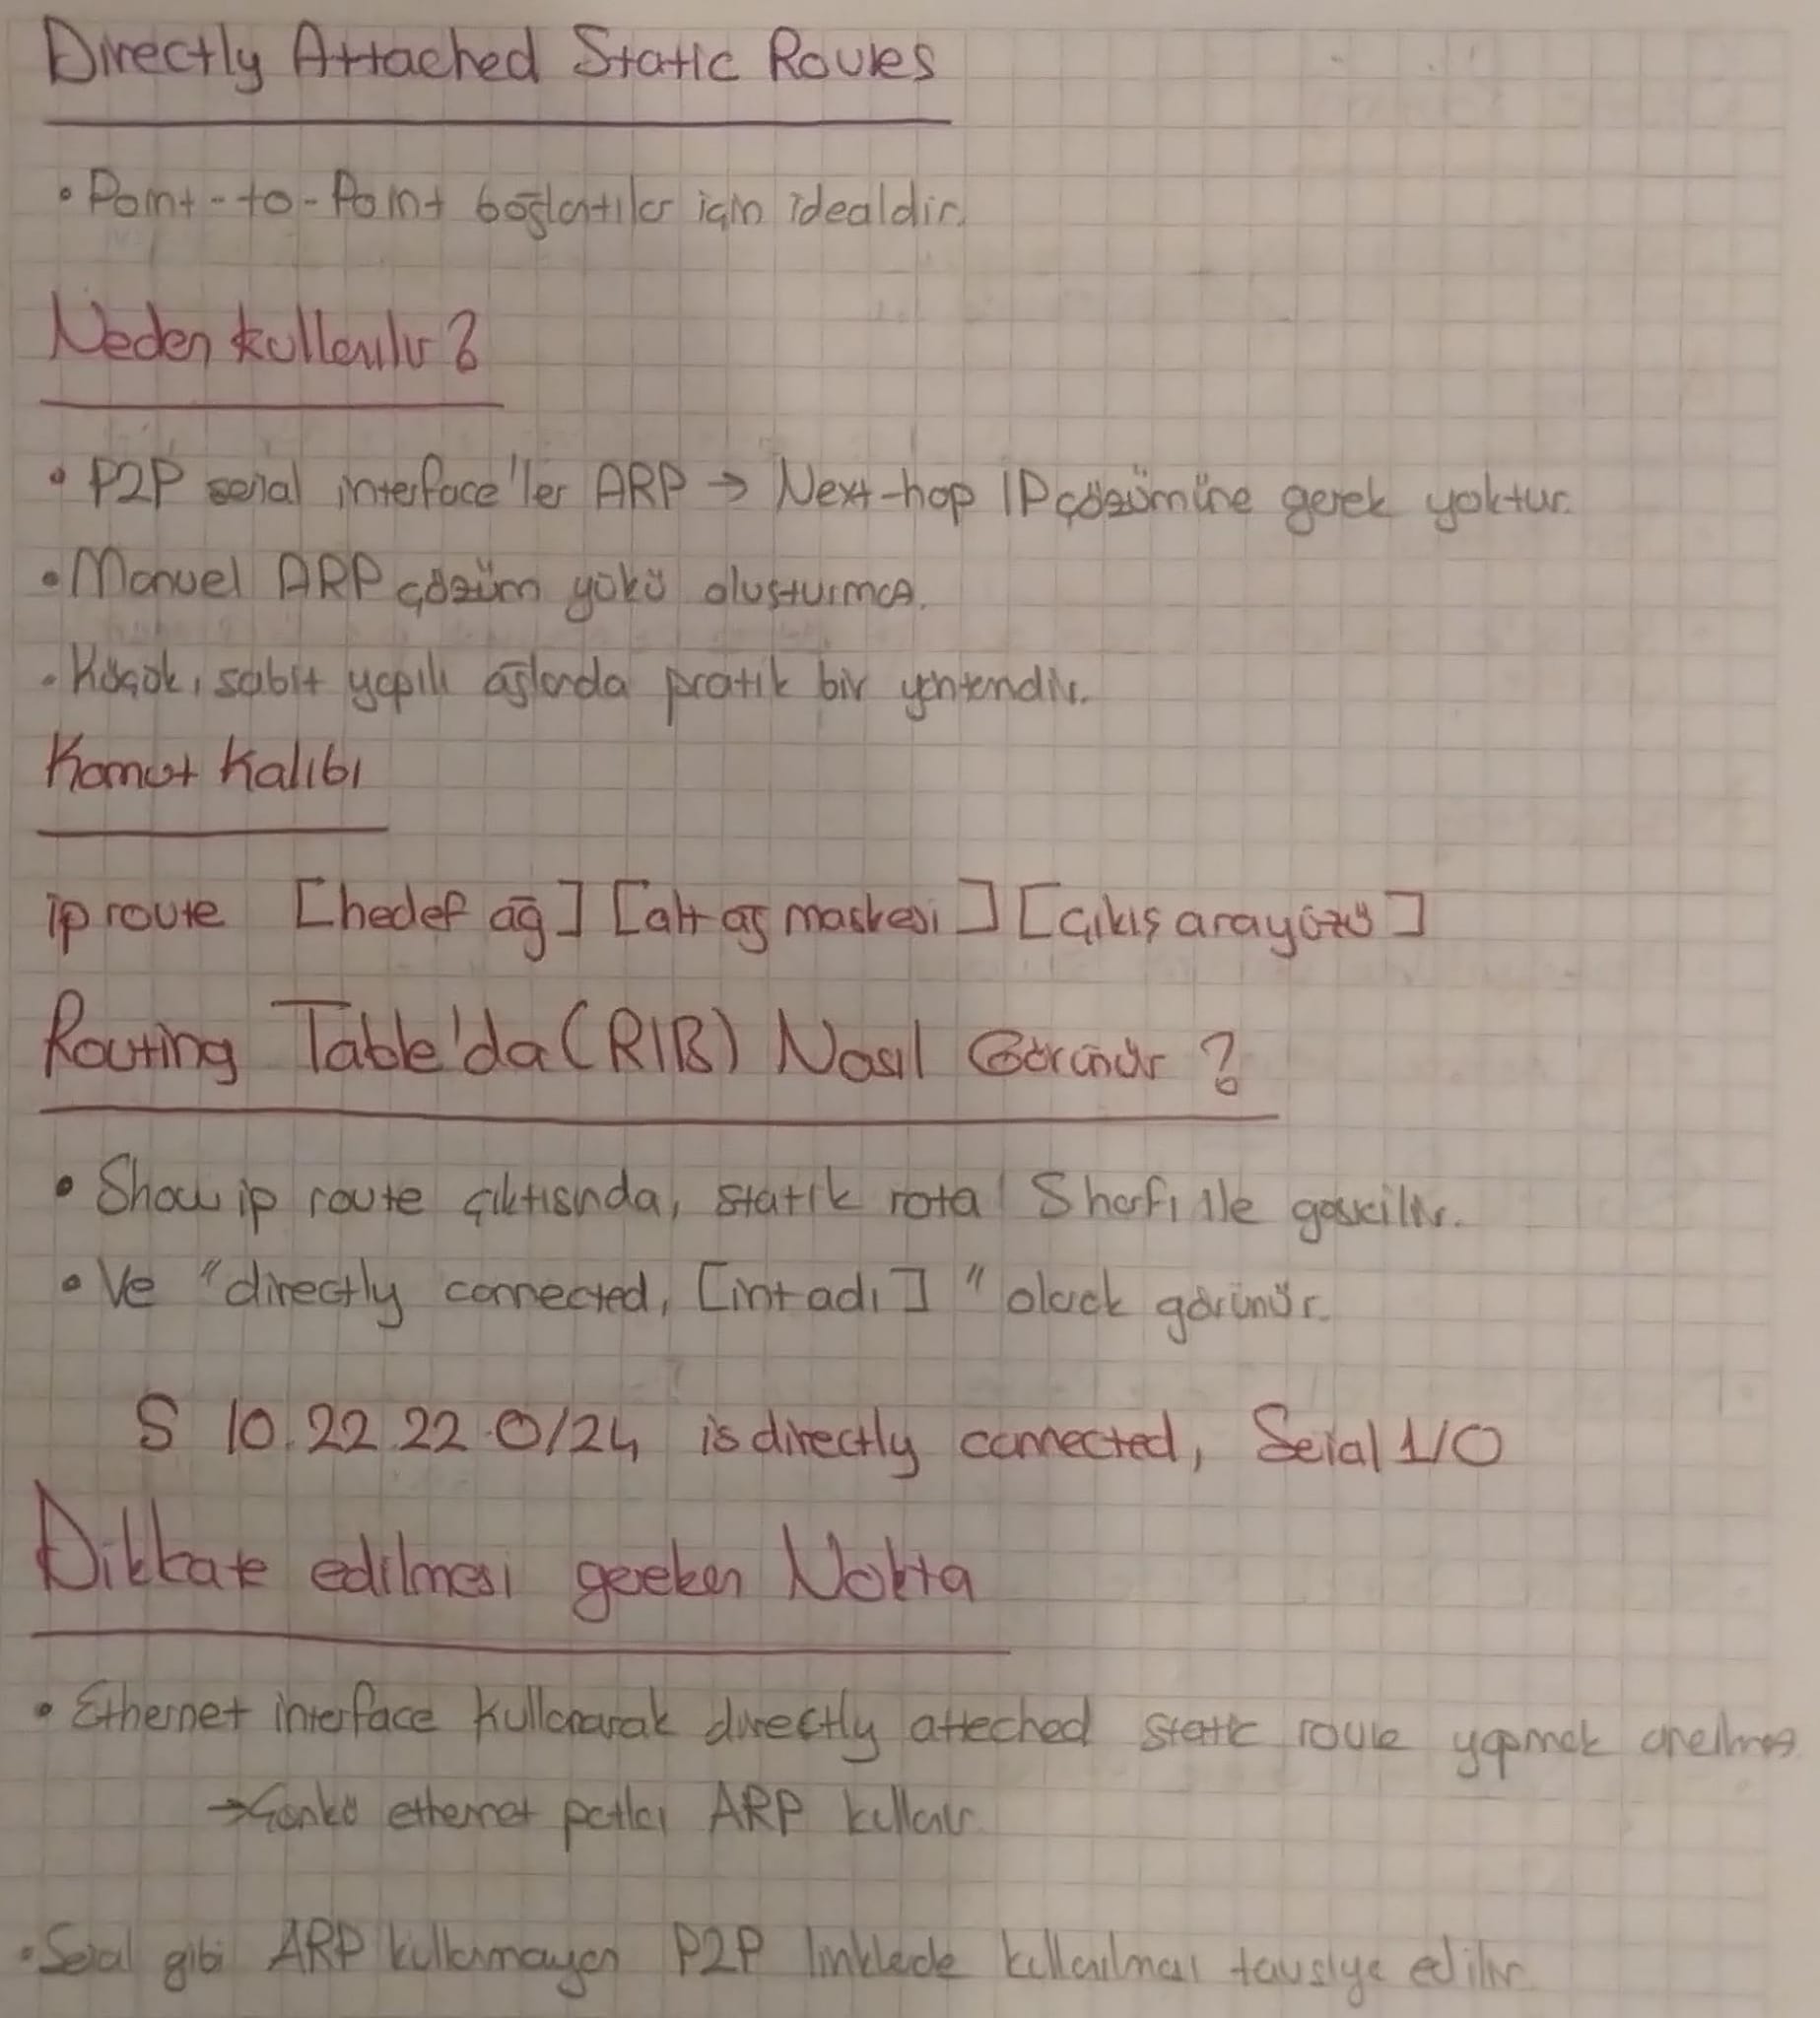 Directly Attached Static Routes
• Point-to-Point bağlantılar için idealdir.
Neden kullanılır?
• P2P serial interface'ler ARP → Next-hop IP çözümüne gerek yoktur.
• Manuel ARP çözüm yükü oluşturmaz.
• Küçük, sabit yapılı ağlarda pratik bir yöntemdir.
Komut Kalıbı
ip route [hedef ağ] [alt ağ maskesi] [çıkış arayüzü]
Routing Table'da (RIB) Nasıl Görünür?
• Show ip route çıktısında, statik rota S harfi ile gösterilir.
• Ve "directly connected, [int adı]" olarak görünür.
S 10.22.22.0/24 is directly connected, Serial 1/0
Dikkate edilmesi gereken Nokta
• Ethernet interface kullanarak directly attached static route yapmak önerilmez
→ Çünkü ethernet portları ARP kullanır.
• Serial gibi ARP kullanmayan P2P linklerde kullanılması tavsiye edilir.